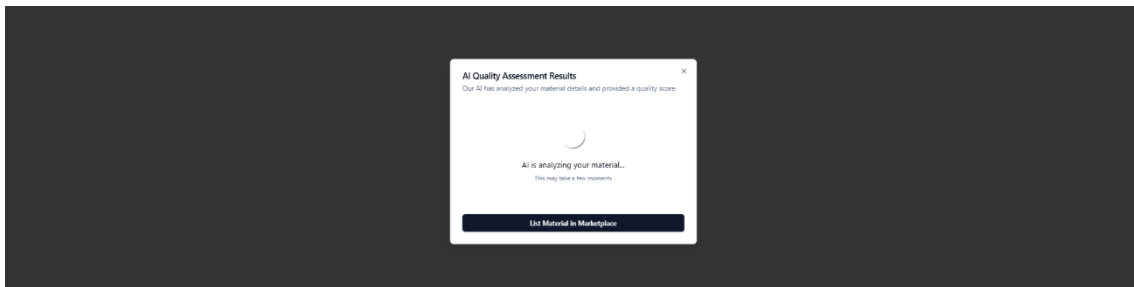 AI Quality Assessment Results
Our AI has analyzed your material details and provided a quality score.
AI is analyzing your material...
This may take a few moments
List Material in Marketplace